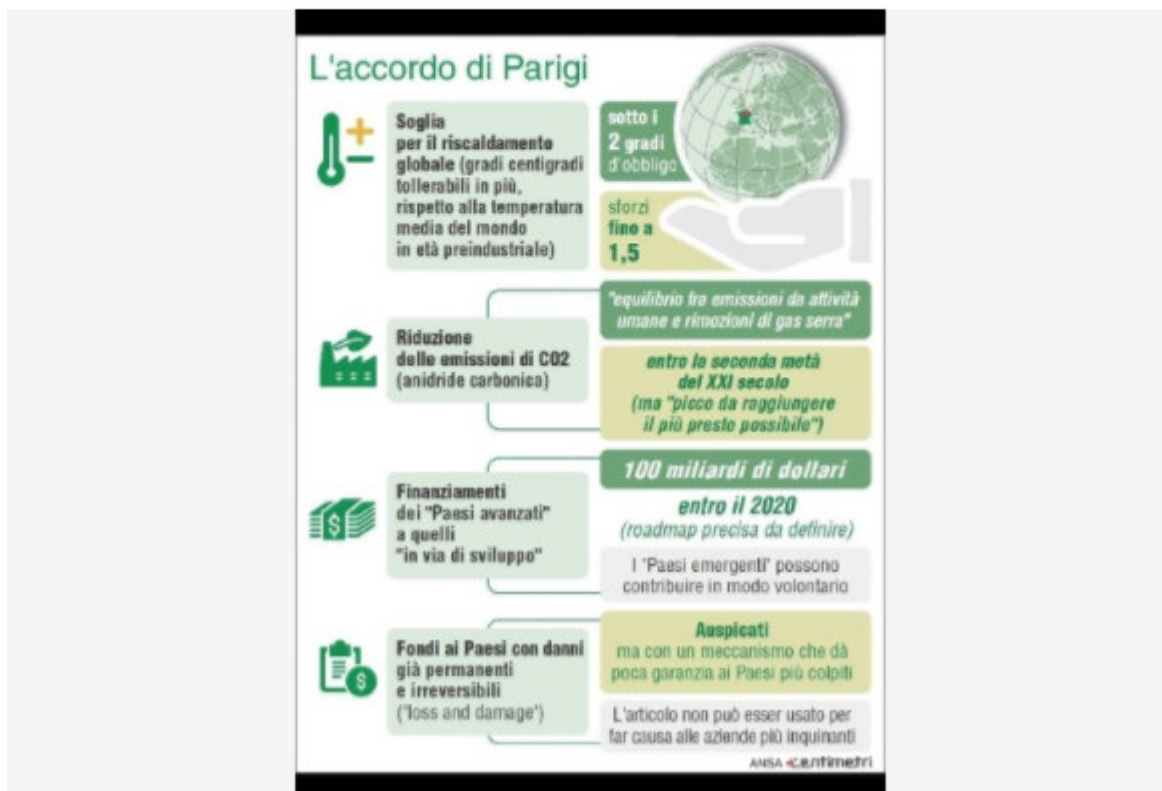 L'accordo di Parigi
Soglia
per il riscaldamento
globale (gradi centigradi
tollerabili in più,
rispetto alla temperatura
media del mondo
in età preindustriale)
sotto i
2 gradi
d'obbligo
sforzi
fino a
1,5
Riduzione
delle emissioni di CO2
(anidride carbonica)
"equilibrio fra emissioni da attività
umane e rimozioni di gas serra"
entro la seconda metà
del XXI secolo
(ma "picco da raggiungere
il più presto possibile")
Finanziamenti
dei "Paesi avanzati"
a quelli
"in via di sviluppo"
100 miliardi di dollari
entro il 2020
(roadmap precisa da definire)
I "Paesi emergenti" possono
contribuire in modo volontario
Fondi ai Paesi con danni
già permanenti
e irreversibili
('loss and damage')
Auspicati
ma con un meccanismo che dà
poca garanzia ai Paesi più colpiti
L'articolo non può esser usato per
far causa alle aziende più inquinanti
ANSA centimetri